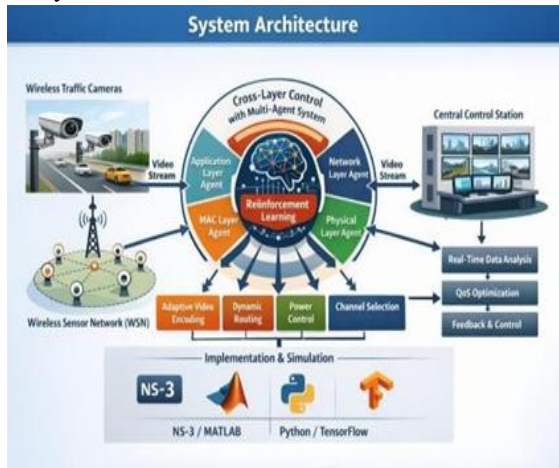 System Architecture
Wireless Traffic Cameras
Cross-Layer Control
with Multi-Agent System
Central Control Station
Video
Stream
Application
Layer
Agent
Network
Layer Agent
Video
Stream
Reinforcement
Learning
MAC Layer
Agent
Physical
Layer Agent
Wireless Sensor Network (WSN)
Adaptive Video
Encoding
Dynamic
Routing
Power
Control
Channel Selection
Real-Time Data Analysis
QoS Optimization
Feedback & Control
Implementation & Simulation
NS-3
NS-3 / MATLAB
Python / TensorFlow